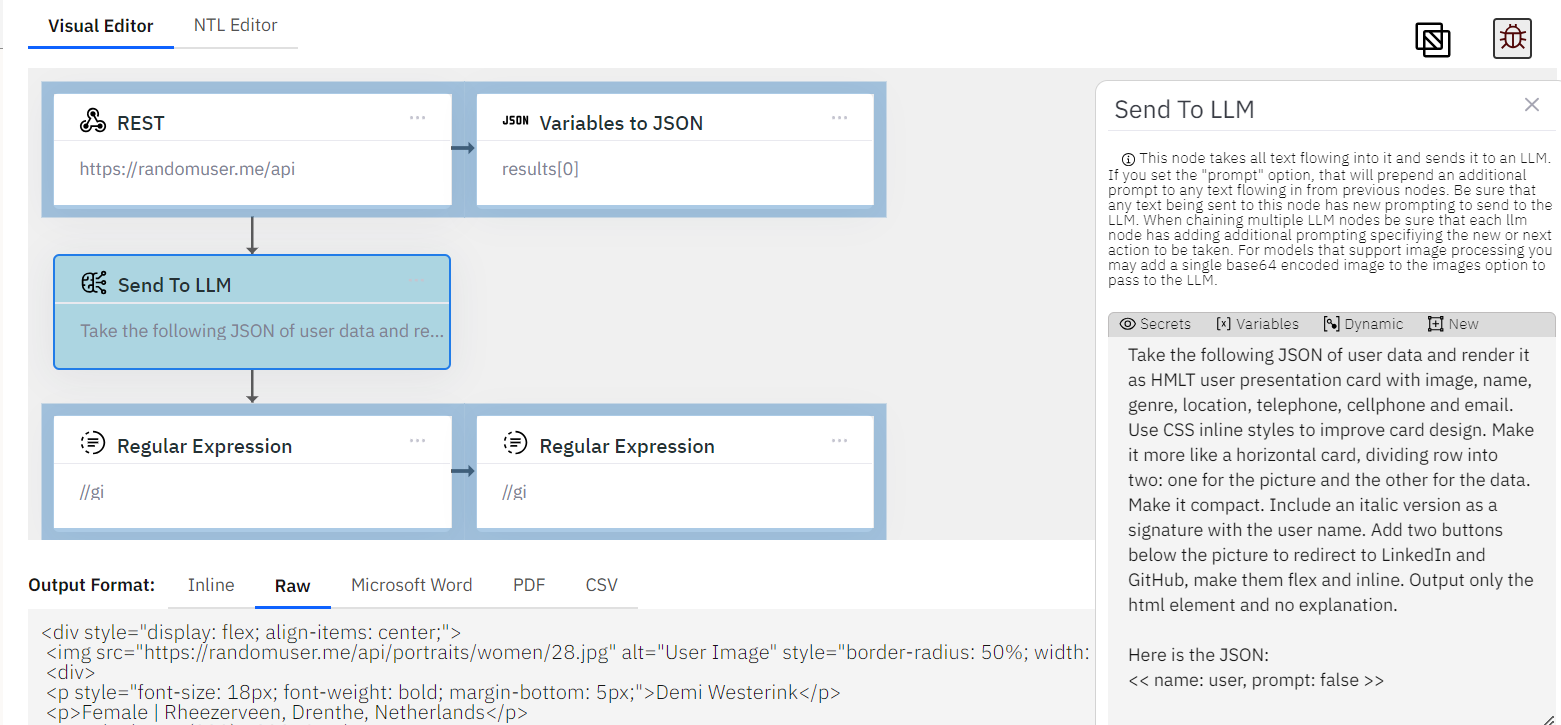 Visual Editor NTL Editor
REST
https://randomuser.me/api
JSON Variables to JSON
results[0]
Send To LLM
Take the following JSON of user data and re...
Regular Expression
//gi
Regular Expression
//gi
Output Format: Inline Raw Microsoft Word PDF CSV
<div style="display: flex; align-items: center;">
<img src="https://randomuser.me/api/portraits/women/28.jpg" alt="User Image" style="border-radius: 50%; width:
<div>
<p style="font-size: 18px; font-weight: bold; margin-bottom: 5px;">Demi Westerink</p>
<p>Female | Rheezerveen, Drenthe, Netherlands</p>
Send To LLM
This node takes all text flowing into it and sends it to an LLM.
If you set the "prompt" option, that will prepend an additional
prompt to any text flowing in from previous nodes. Be sure that
any text being sent to this node has new prompting to send to the
LLM. When chaining multiple LLM nodes be sure that each llm
node has adding additional prompting specifiying the new or next
action to be taken. For models that support image processing you
may add a single base64 encoded image to the images option to
pass to the LLM.
Secrets [x] Variables Dynamic New
Take the following JSON of user data and render it
as HMLT user presentation card with image, name,
genre, location, telephone, cellphone and email.
Use CSS inline styles to improve card design. Make
it more like a horizontal card, dividing row into
two: one for the picture and the other for the data.
Make it compact. Include an italic version as a
signature with the user name. Add two buttons
below the picture to redirect to LinkedIn and
GitHub, make them flex and inline. Output only the
html element and no explanation.
Here is the JSON:
<< name: user, prompt: false >>